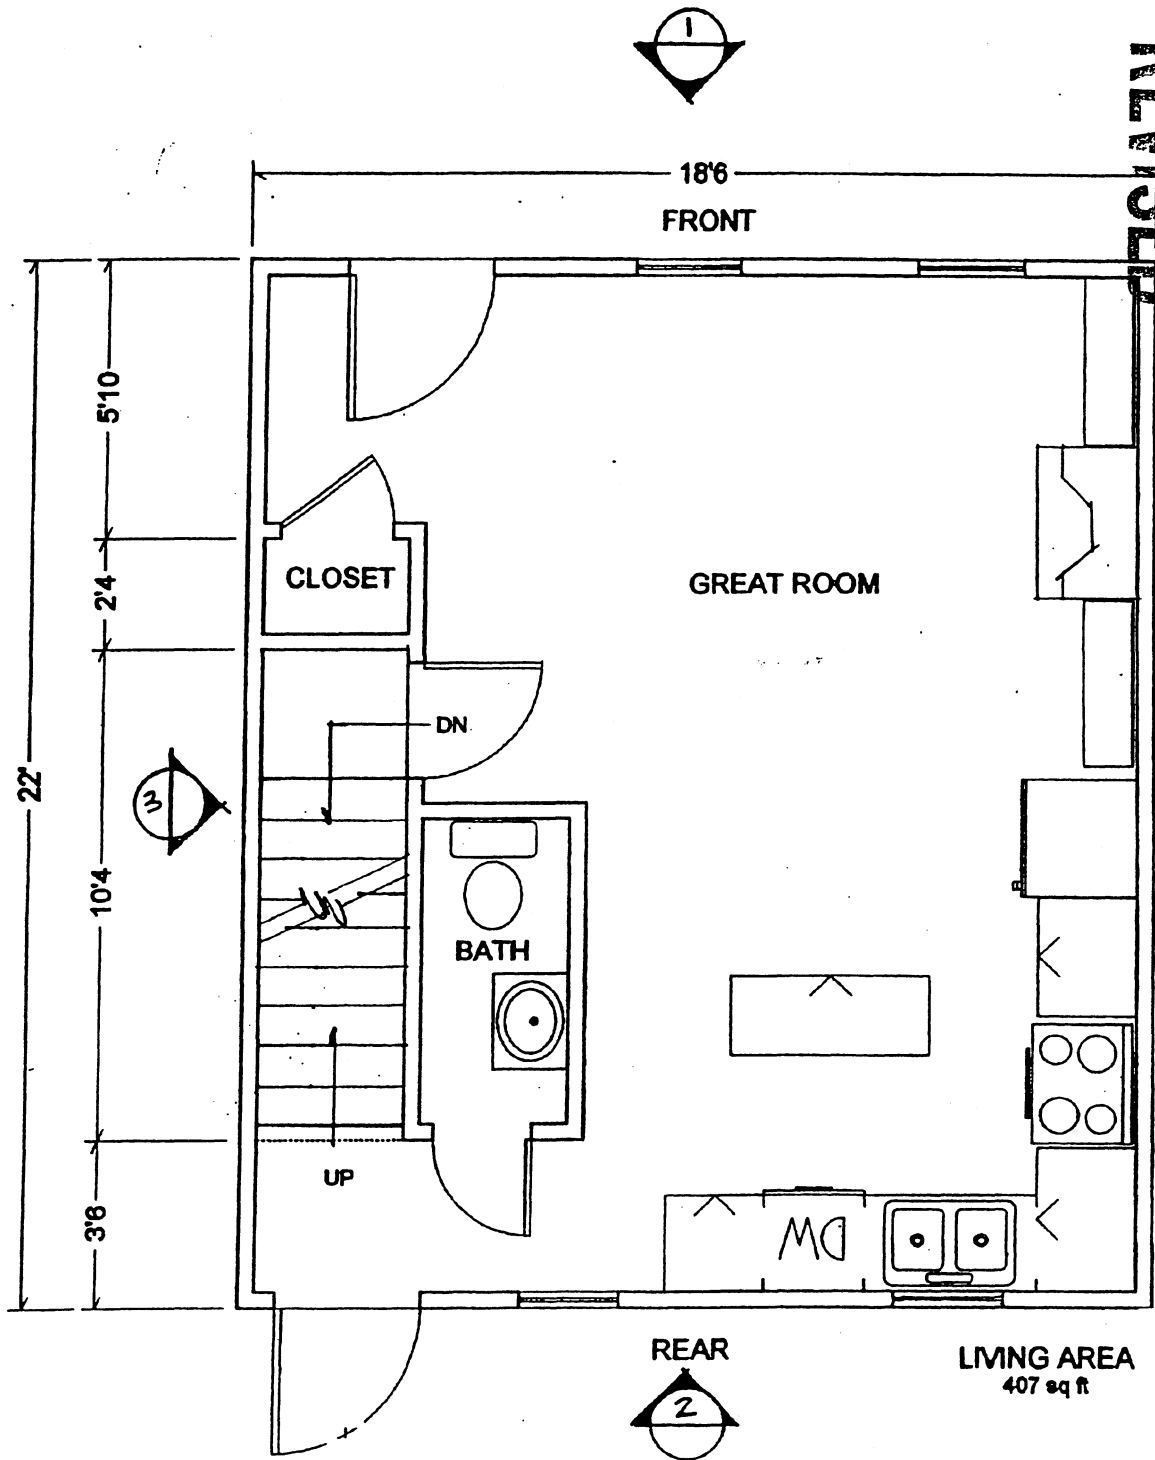 1
REVISED
18'6
FRONT
5'10
CLOSET
2'4
GREAT ROOM
DN
22'
3
10'4
BATH
UP
3'6
DW
REAR
LIVING AREA
407 sq ft
2